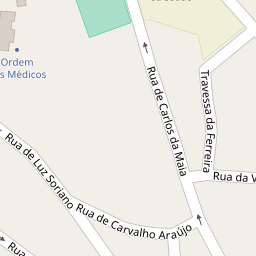 Ordem
s Médicos
Rua de Carlos da Maia
Travessa da Ferreira
Rua de Luz Soriano
Rua da V
Rua de Carvalho Araújo
Rua